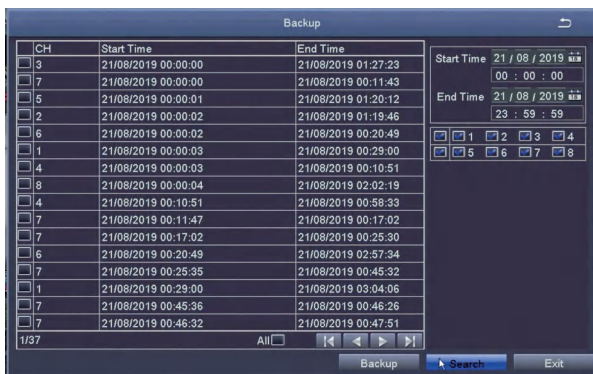 Backup
CH Start Time End Time
3 21/08/2019 00:00:00 21/08/2019 01:27:23
7 21/08/2019 00:00:00 21/08/2019 00:11:43
5 21/08/2019 00:00:01 21/08/2019 01:20:12
2 21/08/2019 00:00:02 21/08/2019 01:19:46
6 21/08/2019 00:00:02 21/08/2019 00:20:49
1 21/08/2019 00:00:03 21/08/2019 00:29:00
4 21/08/2019 00:00:03 21/08/2019 00:10:51
8 21/08/2019 00:00:04 21/08/2019 02:02:19
4 21/08/2019 00:10:51 21/08/2019 00:58:33
7 21/08/2019 00:11:47 21/08/2019 00:17:02
7 21/08/2019 00:17:02 21/08/2019 00:25:30
6 21/08/2019 00:20:49 21/08/2019 02:57:34
7 21/08/2019 00:25:35 21/08/2019 00:45:32
1 21/08/2019 00:29:00 21/08/2019 03:04:06
7 21/08/2019 00:45:36 21/08/2019 00:46:26
7 21/08/2019 00:46:32 21/08/2019 00:47:51
1/37 All
Start Time 21 / 08 / 2019 18
00 : 00 : 00
End Time 21 / 08 / 2019 18
23 : 59 : 59
1 2 3 4
5 6 7 8
Backup Search Exit